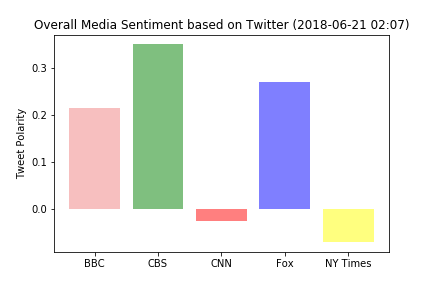 Overall Media Sentiment based on Twitter (2018-06-21 02:07)
Tweet Polarity
0.3
0.2
0.1
0.0
BBC CBS CNN Fox NY Times